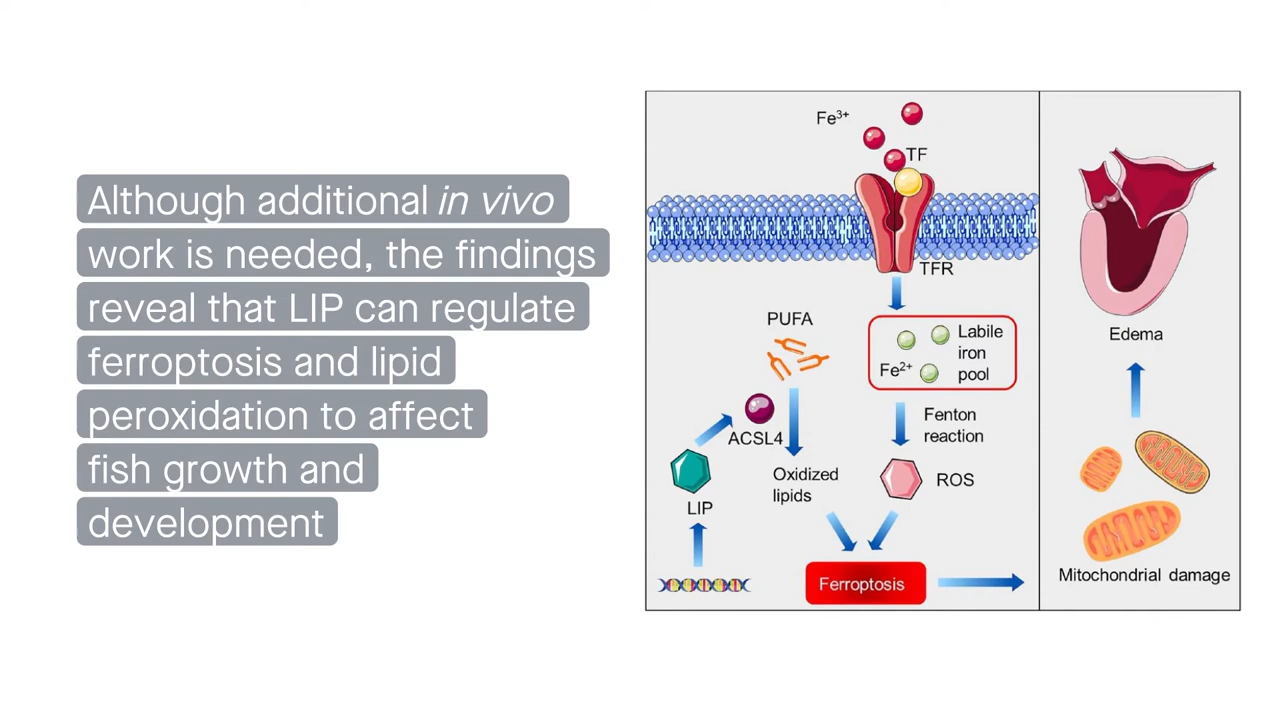 Although additional in vivo
work is needed, the findings
reveal that LIP can regulate
ferroptosis and lipid
peroxidation to affect
fish growth and
development
Fe³⁺
TF
TFR
PUFA
Labile
iron
pool
Fe²⁺
ACSL4
Fenton
reaction
Oxidized
lipids
ROS
LIP
Ferroptosis
Edema
Mitochondrial damage